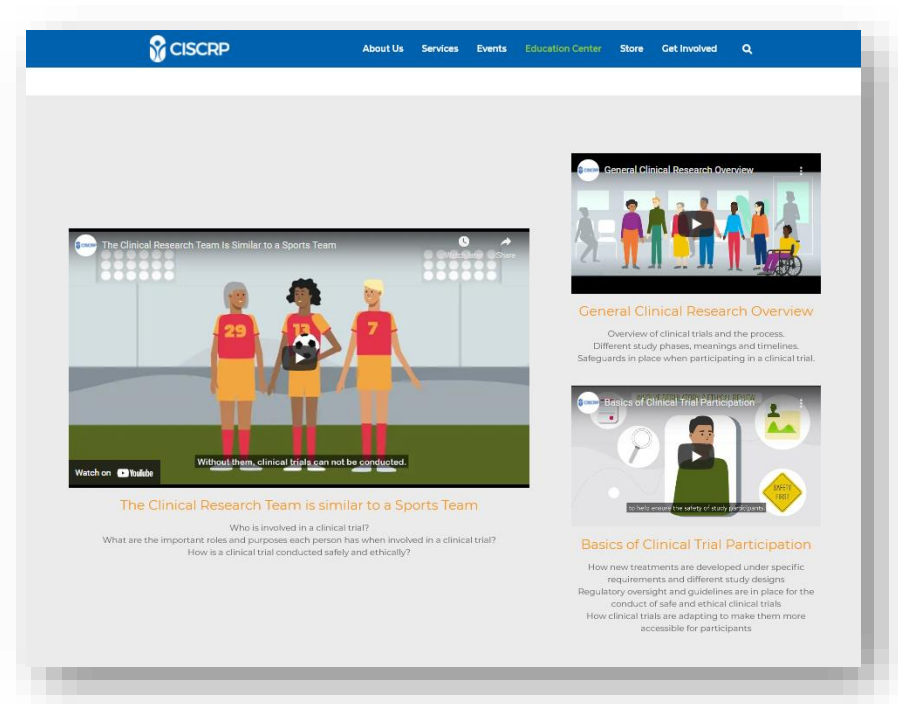 CISCRP
About Us Services Events Education Center Store Get Involved
CISCRP The Clinical Research Team Is Similar to a Sports Team
Share
29 13 7
Without them, clinical trials can not be conducted.
Watch on YouTube
The Clinical Research Team is similar to a Sports Team
Who is involved in a clinical trial?
What are the important roles and purposes each person has when involved in a clinical trial?
How is a clinical trial conducted safely and ethically?
CISCRP General Clinical Research Overview
General Clinical Research Overview
Overview of clinical trials and the process.
Different study phases, meanings and timelines.
Safeguards in place when participating in a clinical trial.
CISCRP Basics of Clinical Trial Participation
SAFETY
FIRST
to help ensure the safety of study participants
Basics of Clinical Trial Participation
How new treatments are developed under specific
requirements and different study designs
Regulatory oversight and guidelines are in place for the
conduct of safe and ethical clinical trials
How clinical trials are adapting to make them more
accessible for participants